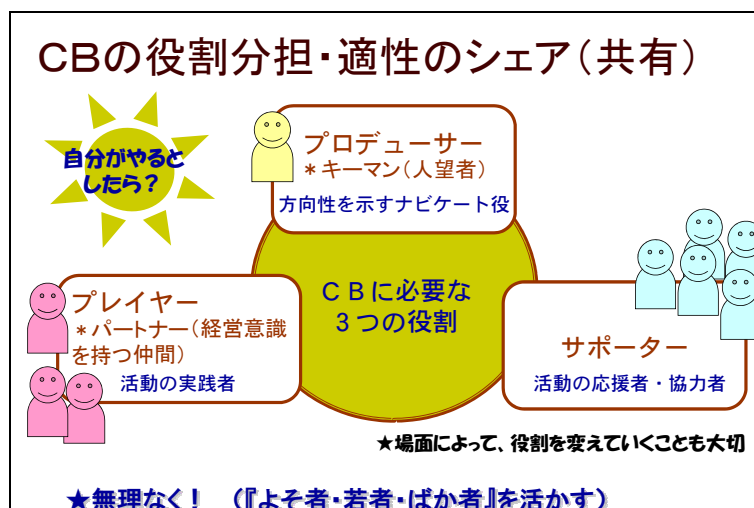 CBの役割分担・適性のシェア(共有)
自分がやると
したら?
プロデューサー
*キーマン(人望者)
方向性を示すナビゲート役
CBに必要な
3つの役割
プレイヤー
*パートナー(経営意識
を持つ仲間)
活動の実践者
サポーター
活動の応援者・協力者
★場面によって、役割を変えていくことも大切
★無理なく! (『よそ者・若者・ばか者』を活かす)